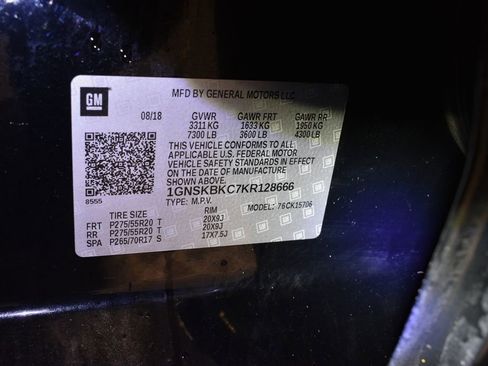 GM
MFD BY GENERAL MOTORS LLC
08/18 GVWR GAWR FRT GAWR RR
3311 KG 1633 KG 1950 KG
7300 LB 3600 LB 4300 LB
THIS VEHICLE CONFORMS TO ALL
APPLICABLE U.S. FEDERAL MOTOR
VEHICLE SAFETY STANDARDS IN EFFECT
ON THE DATE OF MANUFACTURE
SHOWN ABOVE.
1GNSKBKC7KR128666
8555 TYPE: M.P.V. MODEL: 76CK15706
TIRE SIZE RIM
FRT P275/55R20 T 20X9J
RR P275/55R20 T 20X9J
SPA P265/70R17 S 17X7.5J